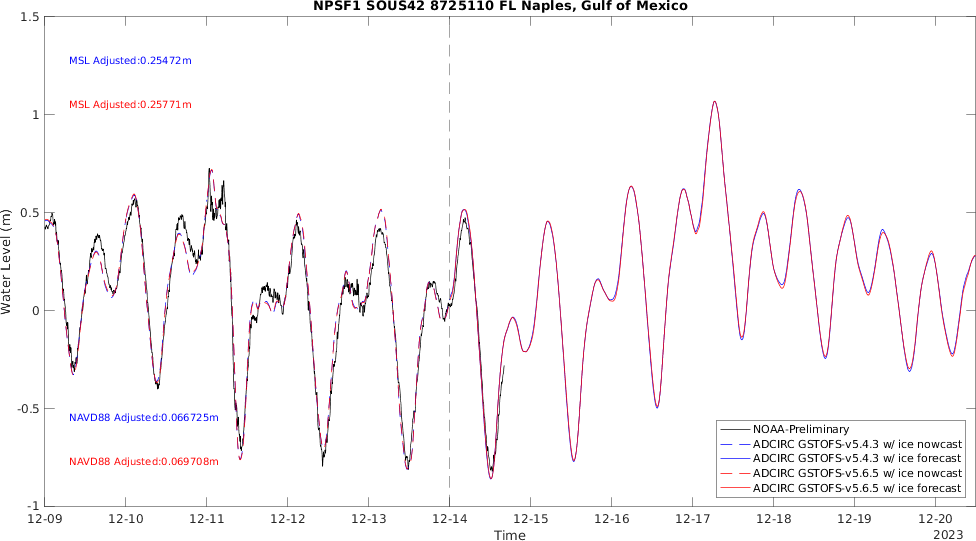 NPSF1 SOUS42 8725110 FL Naples, Gulf of Mexico
1.5
1
0.5
0
-0.5
-1
Water Level (m)
MSL Adjusted:0.25472m
MSL Adjusted:0.25771m
NAVD88 Adjusted:0.066725m
NAVD88 Adjusted:0.069708m
NOAA-Preliminary
ADCIRC GSTOFS-v5.4.3 w/ ice nowcast
ADCIRC GSTOFS-v5.4.3 w/ ice forecast
ADCIRC GSTOFS-v5.6.5 w/ ice nowcast
ADCIRC GSTOFS-v5.6.5 w/ ice forecast
12-09 12-10 12-11 12-12 12-13 12-14 12-15 12-16 12-17 12-18 12-19 12-20
Time
2023